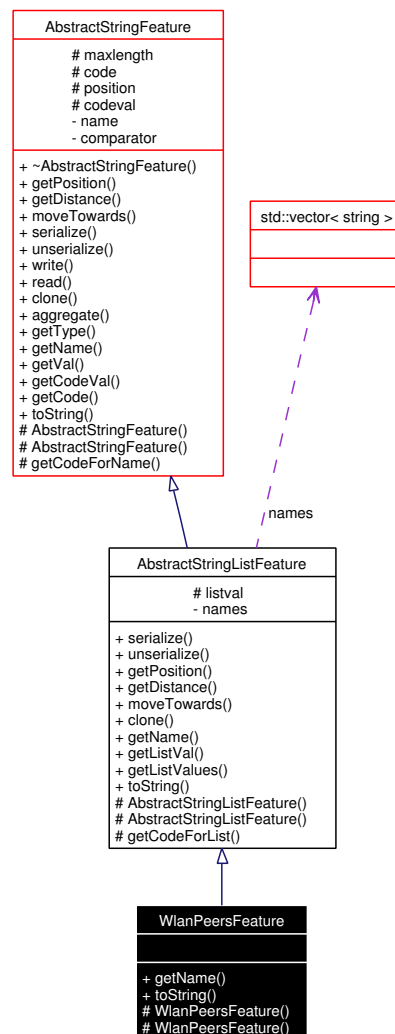 AbstractStringFeature
# maxlength
# code
# position
# codeval
- name
- comparator
+ ~AbstractStringFeature()
+ getPosition()
+ getDistance()
+ moveTowards()
+ serialize()
+ unserialize()
+ write()
+ read()
+ clone()
+ aggregate()
+ getType()
+ getName()
+ getVal()
+ getCodeVal()
+ getCode()
+ toString()
# AbstractStringFeature()
# AbstractStringFeature()
# getCodeForName()
std::vector< string >
names
AbstractStringListFeature
# listval
- names
+ serialize()
+ unserialize()
+ getPosition()
+ getDistance()
+ moveTowards()
+ clone()
+ getName()
+ getListVal()
+ getListValues()
+ toString()
# AbstractStringListFeature()
# AbstractStringListFeature()
# getCodeForList()
WlanPeersFeature
+ getName()
+ toString()
# WlanPeersFeature()
# WlanPeersFeature()